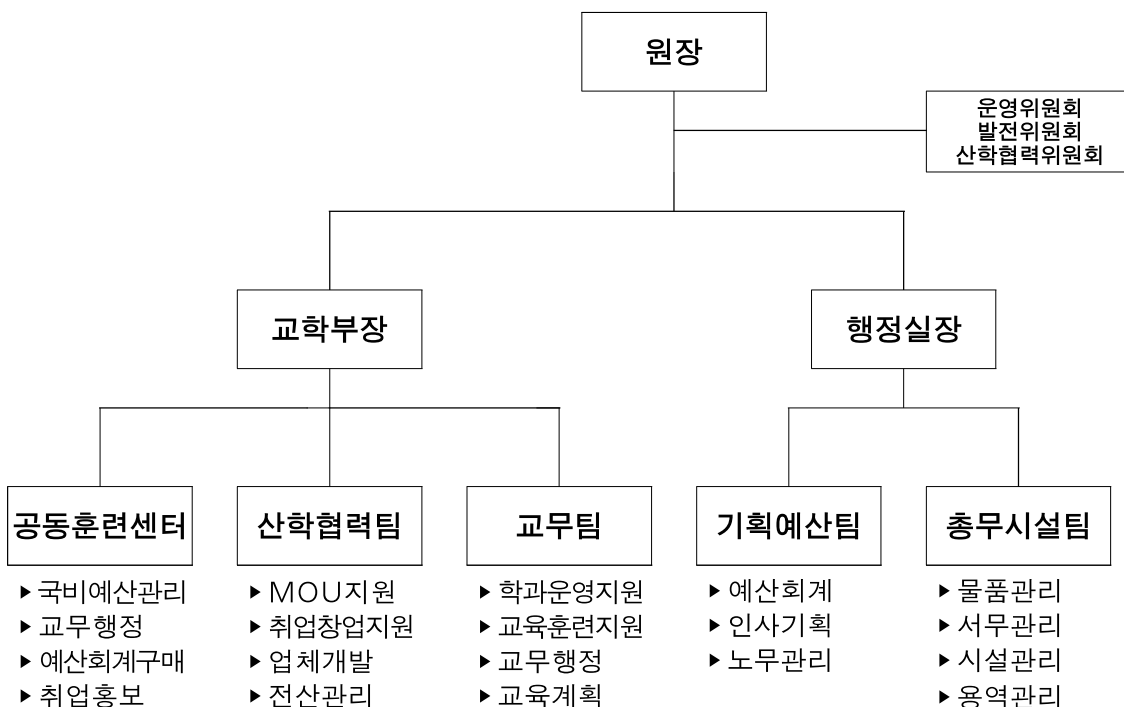 원장
운영위원회
발전위원회
산학협력위원회
교학부장
행정실장
공동훈련센터
▶국비예산관리
▶교무행정
▶예산회계구매
▶취업홍보
산학협력팀
▶MOU지원
▶취업창업지원
▶업체개발
▶전산관리
교무팀
▶학과운영지원
▶교육훈련지원
▶교무행정
▶교육계획
기획예산팀
▶예산회계
▶인사기획
▶노무관리
총무시설팀
▶물품관리
▶서무관리
▶시설관리
▶용역관리